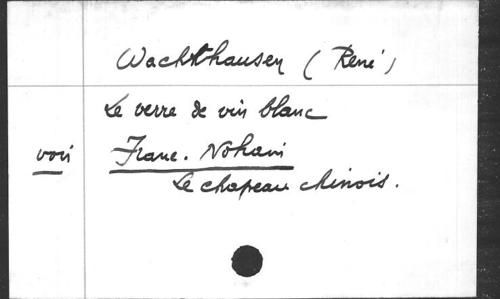 Wachthausen (René)
Le verre de vin blanc
voir Franc. Nohain
Le chapeau chinois.